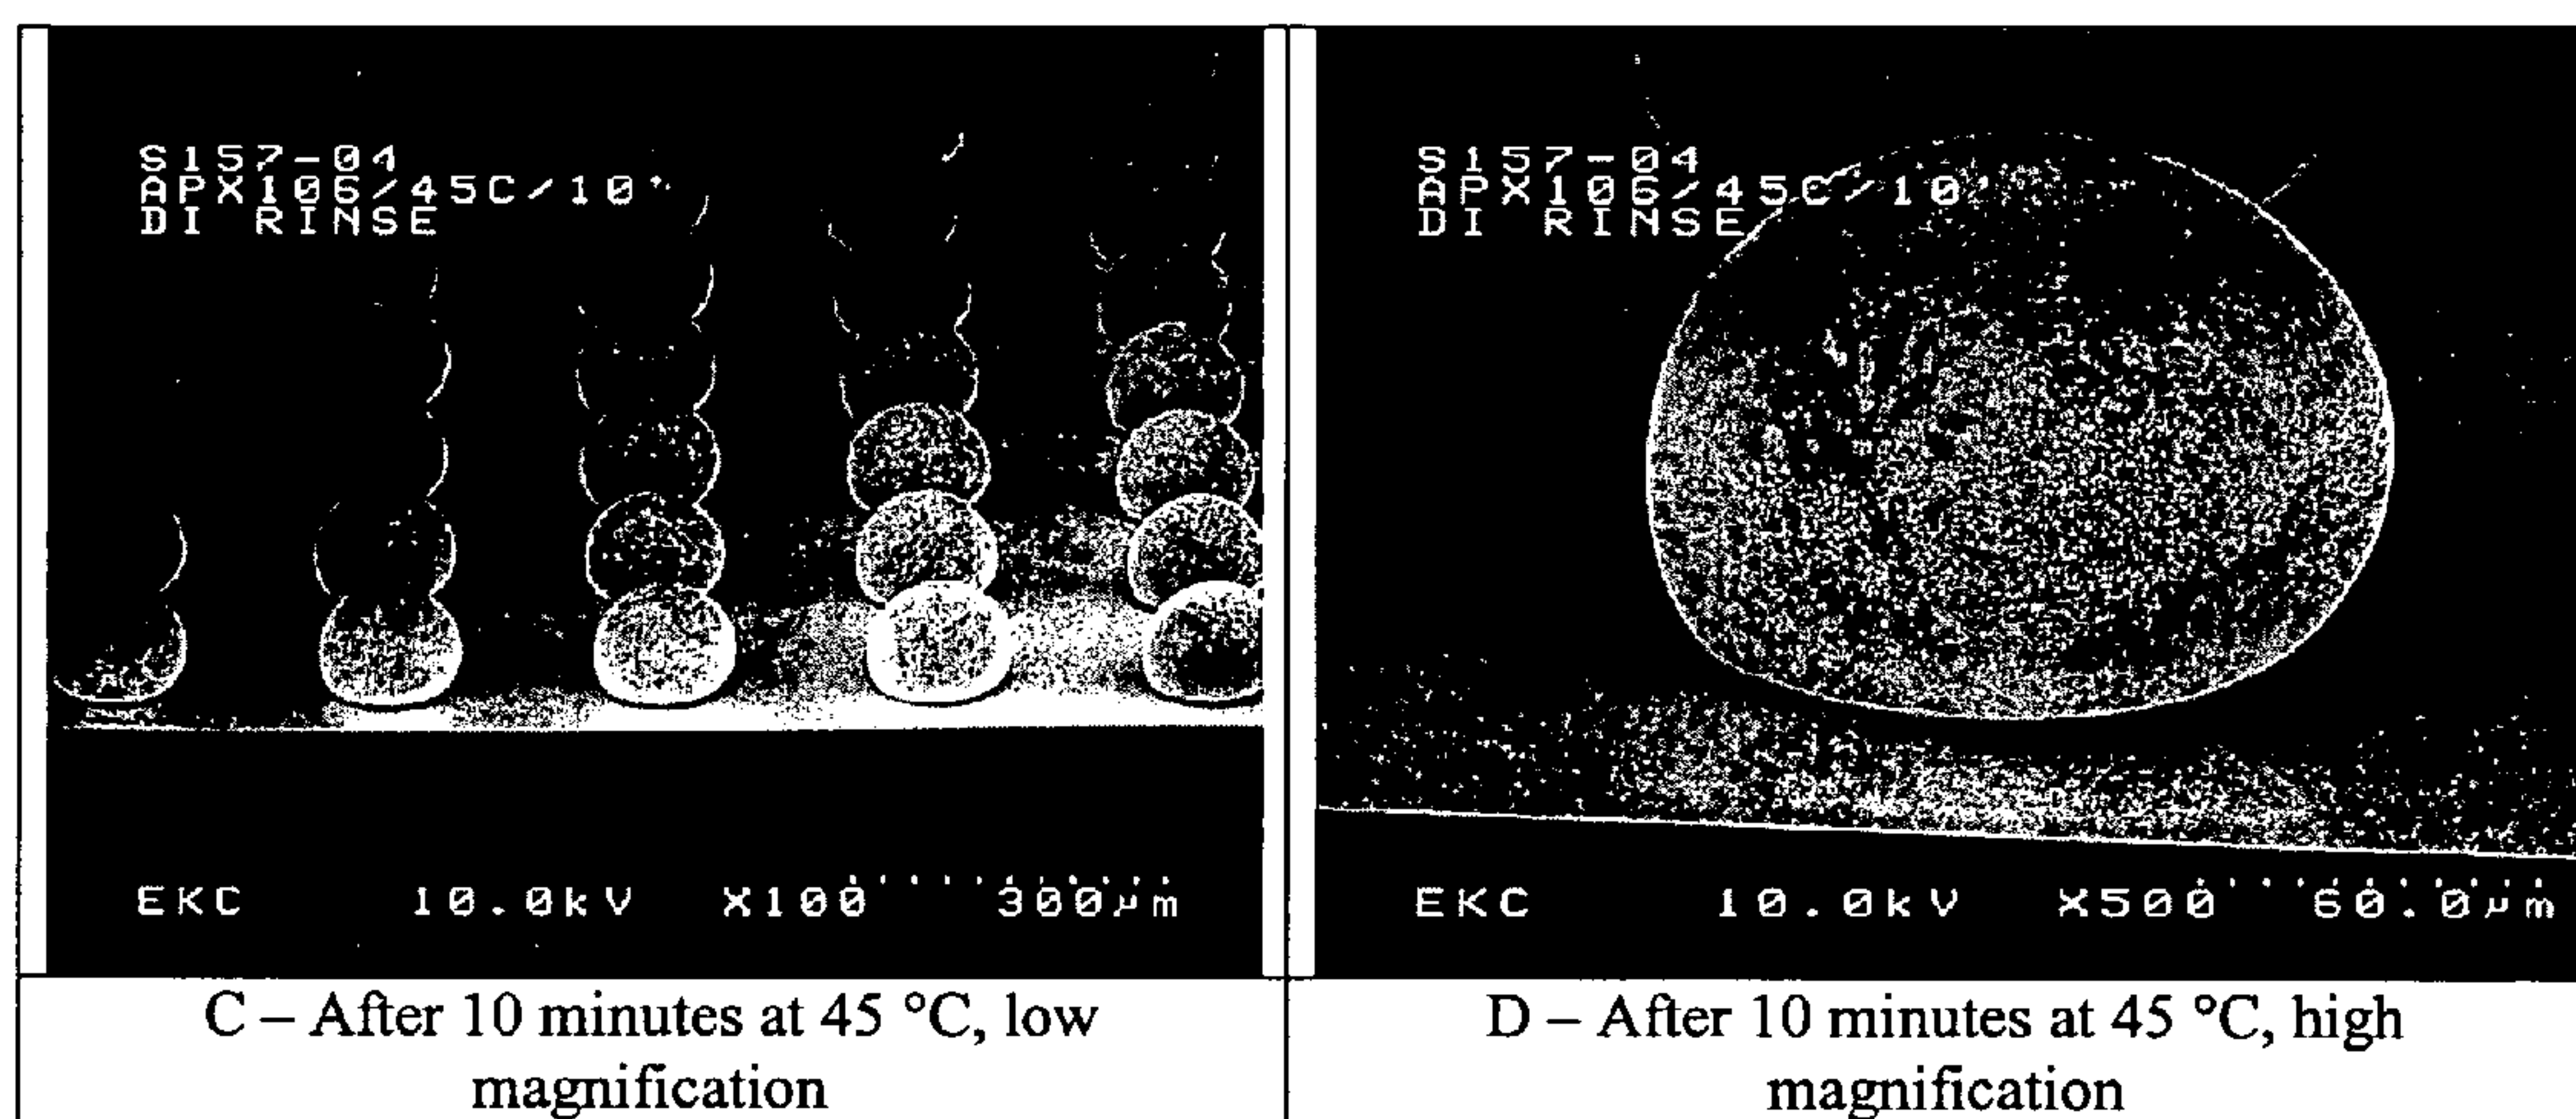 S157-04
APX106/45C/10'
DI RINSE
EKC 10.0kV X100 300µm
C – After 10 minutes at 45 °C, low
magnification
S157-04
APX106/45C/10'
DI RINSE
EKC 10.0kV X500 60.0µm
D – After 10 minutes at 45 °C, high
magnification